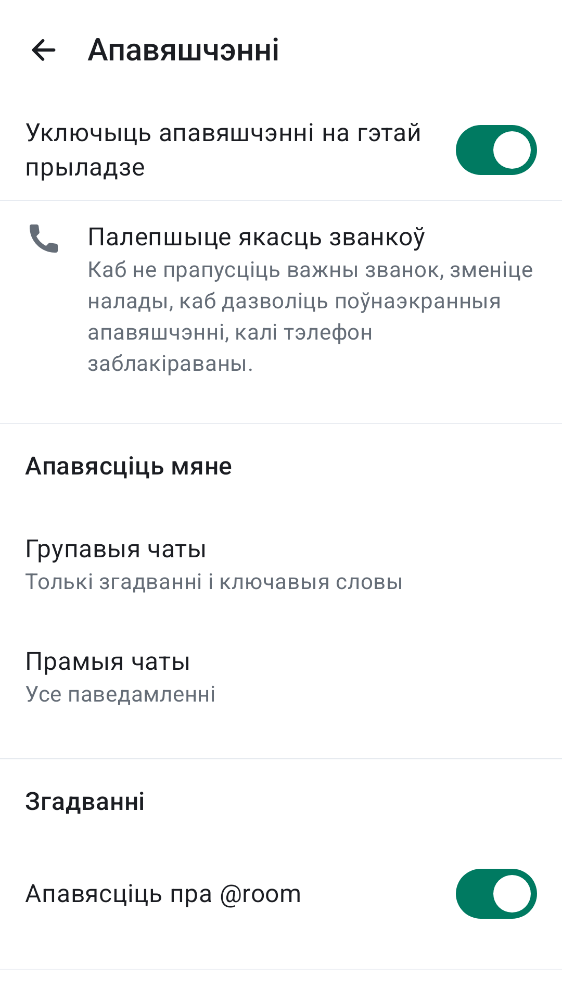 Апавяшчэнні
Уключыць апавяшчэнні на гэтай
прыладзе
Палепшыце якасць званкоў
Каб не прапусціць важны званок, зменіце
налады, каб дазволіць поўнаэкранныя
апавяшчэнні, калі тэлефон
заблакіраваны.
Апавясціць мяне
Групавыя чаты
Толькі згадванні і ключавыя словы
Прамыя чаты
Усе паведамленні
Згадванні
Апавясціць пра @room